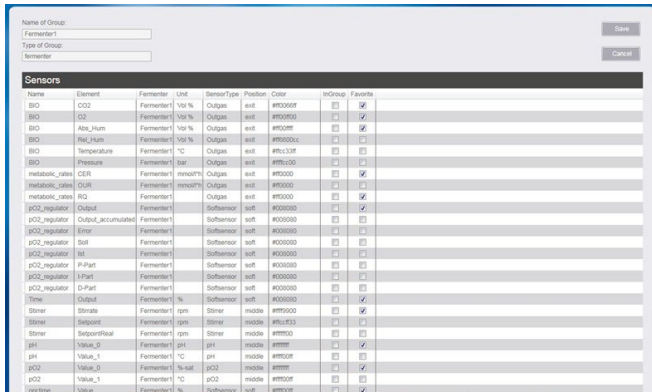 Name of Group:
Fermenter1
Save
Type of Group:
fermenter
Cancel
Sensors
Name Element Fermenter Unit SensorType Position Color InGroup Favorite
BIO CO2 Fermenter1 Vol % Outgas exit #ff0066ff
BIO O2 Fermenter1 Vol % Outgas exit #ff00ff00
BIO Abs_Hum Fermenter1 Vol % Outgas exit #ff00ffff
BIO Rel_Hum Fermenter1 Vol % Outgas exit #ff6600cc
BIO Temperature Fermenter1 °C Outgas exit #ffcc33ff
BIO Pressure Fermenter1 bar Outgas exit #ffffcc00
metabolic_rates CER Fermenter1 Outgas exit #ff0000
metabolic_rates OUR Fermenter1 Outgas exit #ff0000
metabolic_rates RQ Fermenter1 Outgas exit #ff0000
pO2_regulator Output Fermenter1 Softsensor soft #008080
pO2_regulator Output_accumulated Fermenter1 Softsensor soft #008080
pO2_regulator Error Fermenter1 Softsensor soft #008080
pO2_regulator Soll Fermenter1 Softsensor soft #008080
pO2_regulator Ist Fermenter1 Softsensor soft #008080
pO2_regulator P-Part Fermenter1 Softsensor soft #008080
pO2_regulator I-Part Fermenter1 Softsensor soft #008080
pO2_regulator D-Part Fermenter1 Softsensor soft #008080
Time Output Fermenter1 % Softsensor soft #008080
Stirrer Stirrate Fermenter1 rpm Stirrer middle #ffff9900
Stirrer Setpoint Fermenter1 rpm Stirrer middle #ffccff33
Stirrer SetpointReal Fermenter1 rpm Stirrer middle #ffffff00
pH Value_0 Fermenter1 pH pH middle
pH Value_1 Fermenter1 °C pH middle #ffff00ff
pO2 Value_0 Fermenter1 %-sat pO2 middle
pO2 Value_1 Fermenter1 °C pO2 middle #ffff00ff
Value Fermenter1 % Softsensor soft #ffff00ff